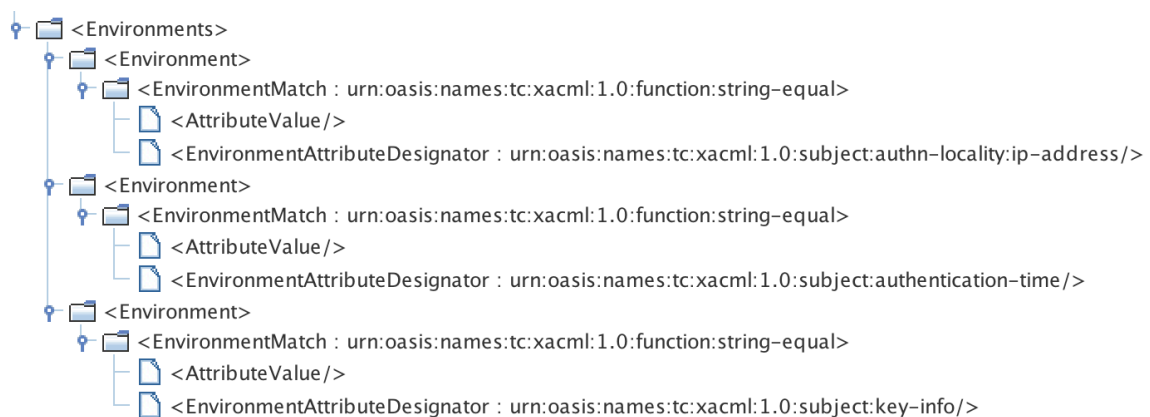 <Environments>
<Environment>
<EnvironmentMatch : urn:oasis:names:tc:xacml:1.0:function:string-equal>
<AttributeValue/>
<EnvironmentAttributeDesignator : urn:oasis:names:tc:xacml:1.0:subject:authn-locality:ip-address/>
<Environment>
<EnvironmentMatch : urn:oasis:names:tc:xacml:1.0:function:string-equal>
<AttributeValue/>
<EnvironmentAttributeDesignator : urn:oasis:names:tc:xacml:1.0:subject:authentication-time/>
<Environment>
<EnvironmentMatch : urn:oasis:names:tc:xacml:1.0:function:string-equal>
<AttributeValue/>
<EnvironmentAttributeDesignator : urn:oasis:names:tc:xacml:1.0:subject:key-info/>